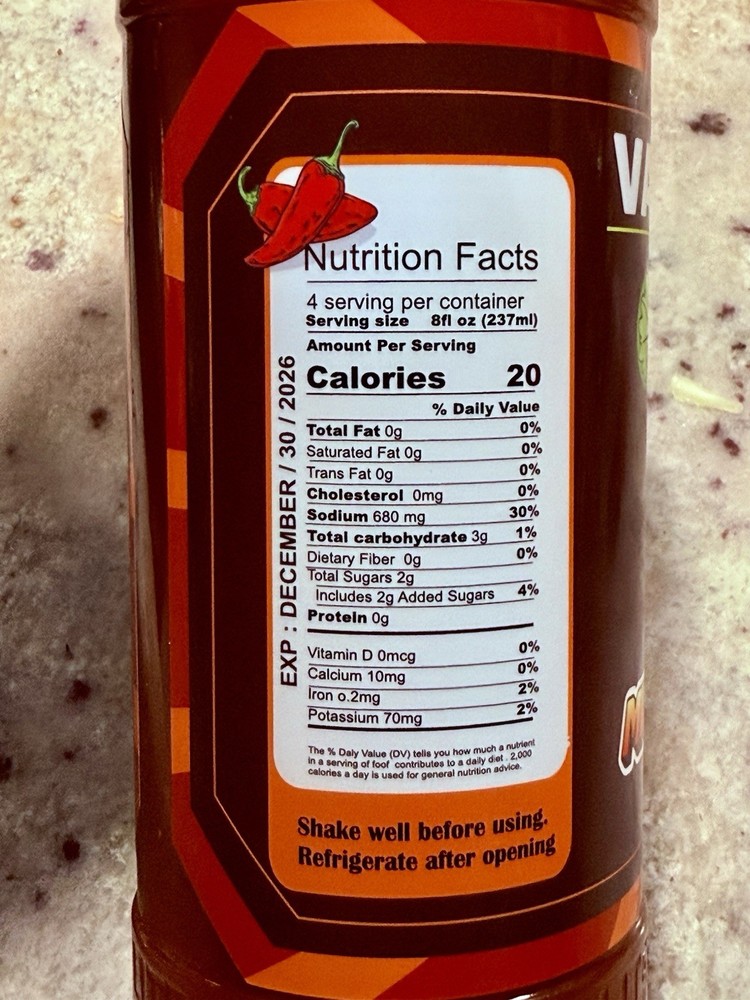 Nutrition Facts
4 serving per container
Serving size 8fl oz (237ml)
Amount Per Serving
Calories 20
% Daily Value
Total Fat 0g 0%
Saturated Fat 0g 0%
Trans Fat 0g 0%
Cholesterol 0mg 0%
Sodium 680 mg 30%
Total carbohydrate 3g 1%
Dietary Fiber 0g 0%
Total Sugars 2g
Includes 2g Added Sugars 4%
Protein 0g
Vitamin D 0mcg 0%
Calcium 10mg 0%
Iron o.2mg 2%
Potassium 70mg 2%
The % Daly Value (DV) tells you how much a nutrient
in a serving of foof contributes to a daily diet . 2,000
calories a day is used for general nutrition advice.
EXP : DECEMBER / 30 / 2026
Shake well before using.
Refrigerate after opening